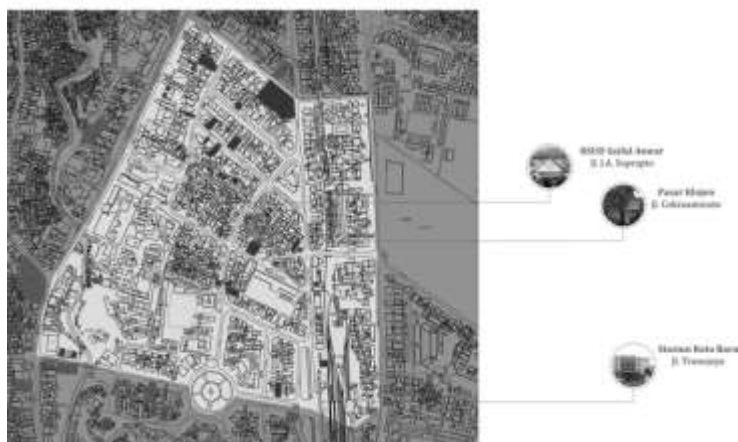 RSUD Saiful Anwar
Jl. J.A. Suprapto
Pasar Klojen
Jl. Cokroaminoto
Stasiun Kota Baru
Jl. Trunojoyo